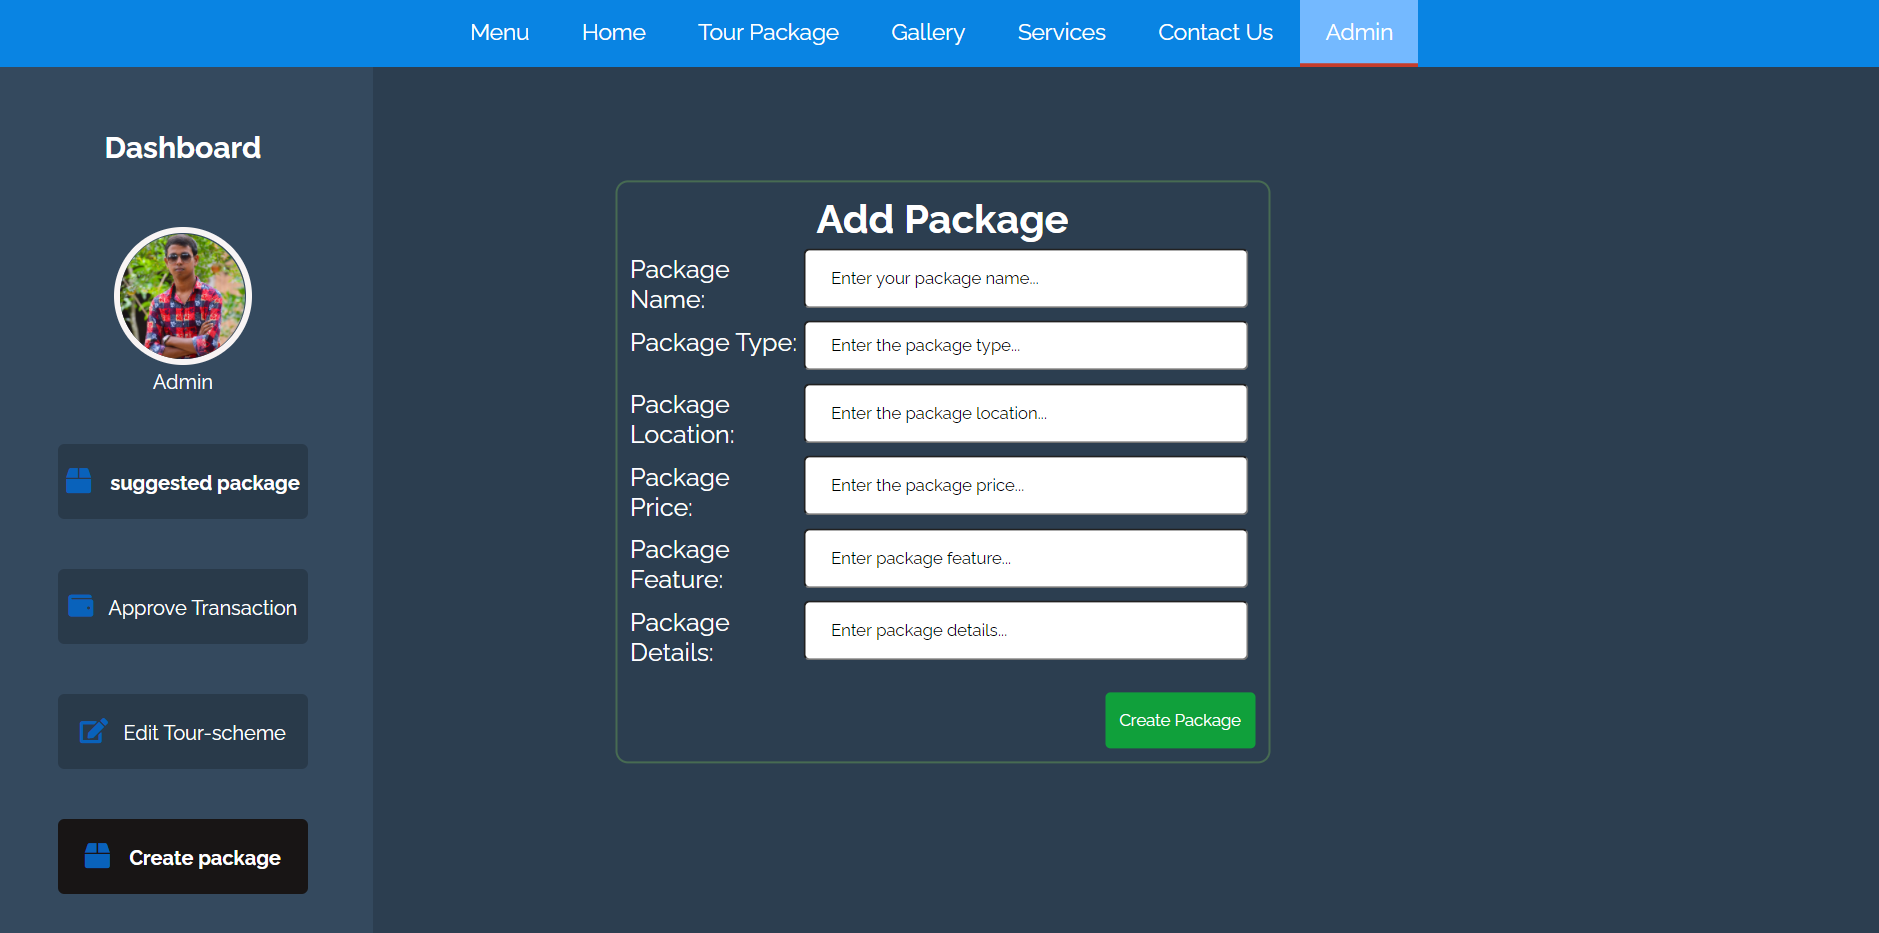 Menu Home Tour Package Gallery Services Contact Us Admin
Dashboard
Admin
suggested package
Approve Transaction
Edit Tour-scheme
Create package
Add Package
Package
Name:
Enter your package name...
Package Type:
Enter the package type...
Package
Location:
Enter the package location...
Package
Price:
Enter the package price...
Package
Feature:
Enter package feature...
Package
Details:
Enter package details...
Create Package